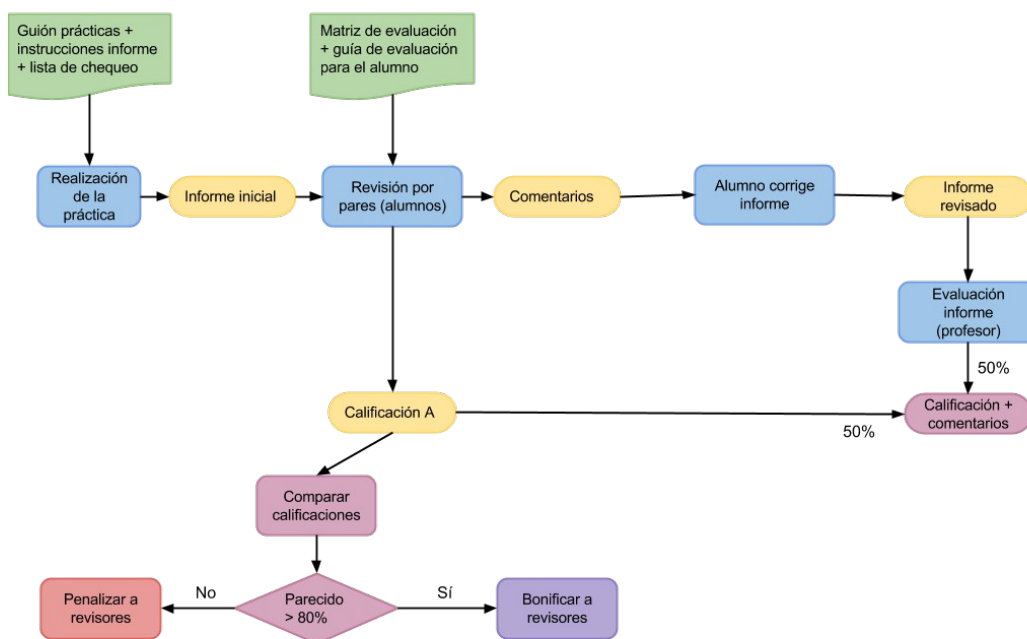 Guión prácticas +
instrucciones informe
+ lista de chequeo
Matriz de evaluación
+ guía de evaluación
para el alumno
Realización
de la
práctica
Informe inicial
Revisión por
pares (alumnos)
Comentarios
Alumno corrige
informe
Informe
revisado
Evaluación
informe
(profesor)
50%
Calificación A
50%
Calificación +
comentarios
Comparar
calificaciones
Penalizar a
revisores
No
Parecido
> 80%
Sí
Bonificar a
revisores